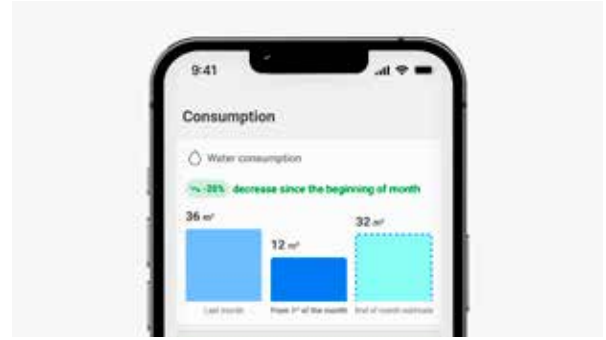 9:41
Consumption
Water consumption
decrease since the beginning of month
36 m³
12 m³
32 m³
Last month
From 1ˢᵗ of the month
End of month estimate